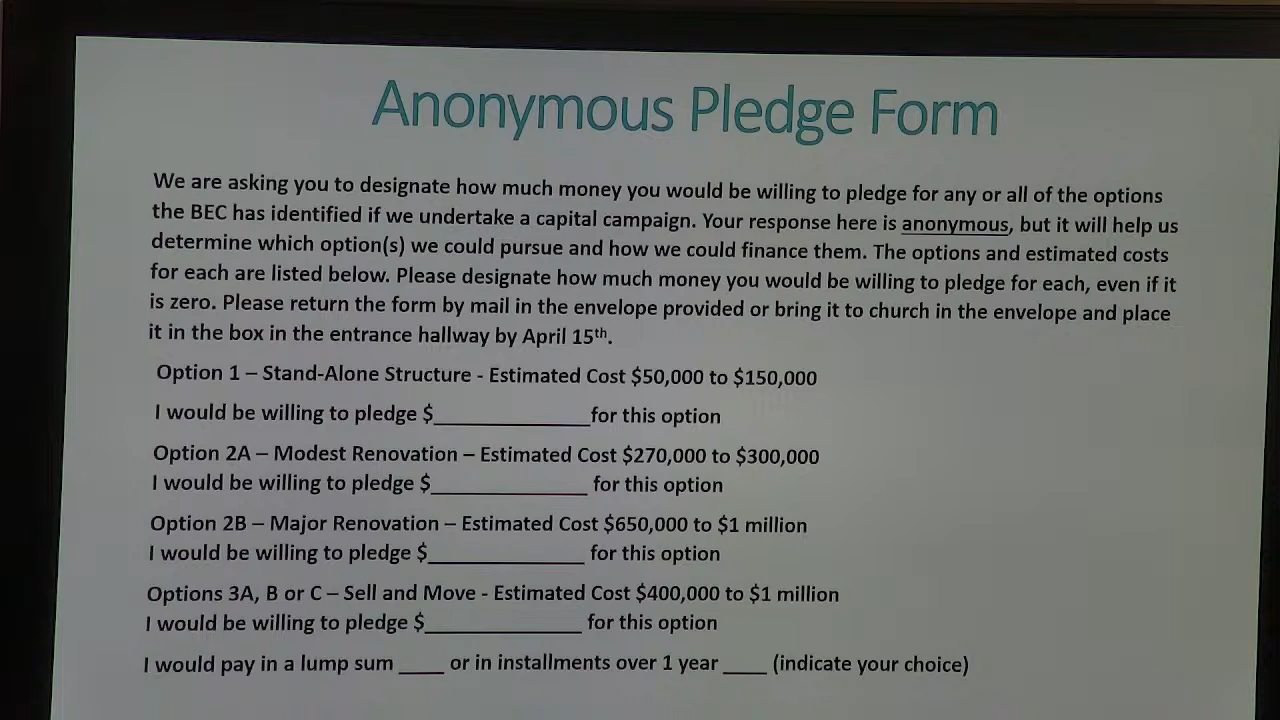 Anonymous Pledge Form
We are asking you to designate how much money you would be willing to pledge for any or all of the options
the BEC has identified if we undertake a capital campaign. Your response here is anonymous, but it will help us
determine which option(s) we could pursue and how we could finance them. The options and estimated costs
for each are listed below. Please designate how much money you would be willing to pledge for each, even if it
is zero. Please return the form by mail in the envelope provided or bring it to church in the envelope and place
it in the box in the entrance hallway by April 15th.
Option 1 – Stand-Alone Structure - Estimated Cost $50,000 to $150,000
I would be willing to pledge $______________for this option
Option 2A – Modest Renovation – Estimated Cost $270,000 to $300,000
I would be willing to pledge $______________ for this option
Option 2B – Major Renovation – Estimated Cost $650,000 to $1 million
I would be willing to pledge $______________ for this option
Options 3A, B or C – Sell and Move - Estimated Cost $400,000 to $1 million
I would be willing to pledge $______________ for this option
I would pay in a lump sum ____ or in installments over 1 year ____ (indicate your choice)